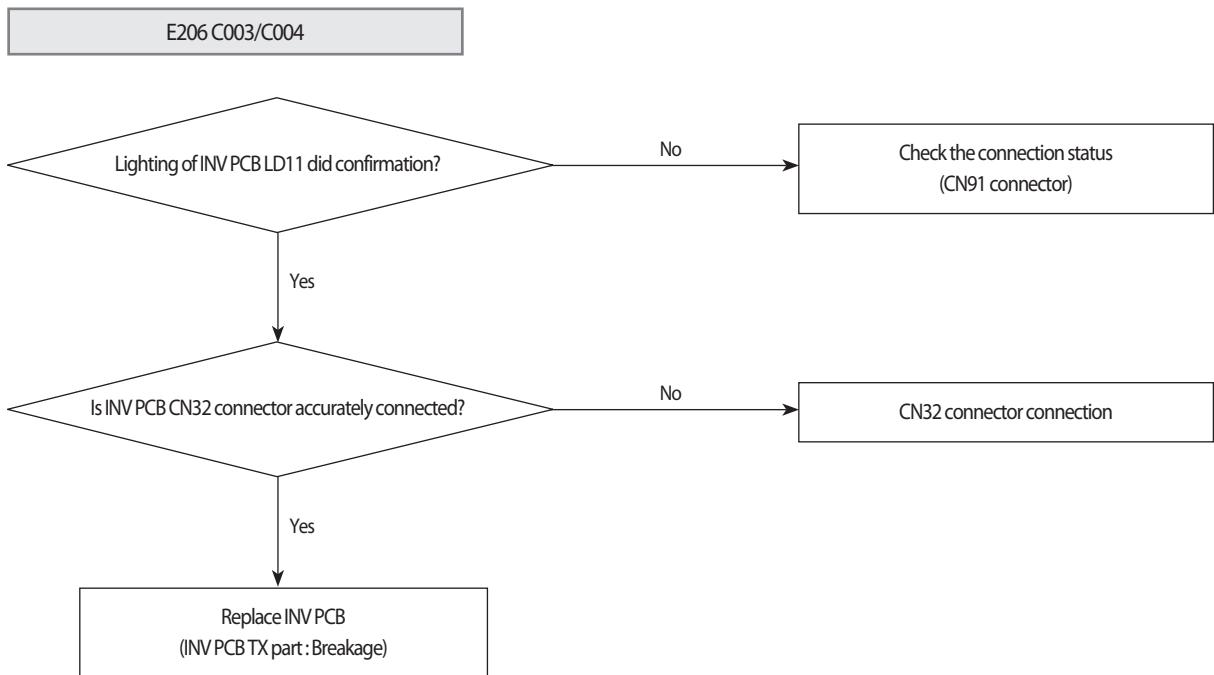 E206 C003/C004
Lighting of INV PCB LD11 did confirmation?
No
Check the connection status
(CN91 connector)
Yes
Is INV PCB CN32 connector accurately connected?
No
CN32 connector connection
Yes
Replace INV PCB
(INV PCB TX part : Breakage)